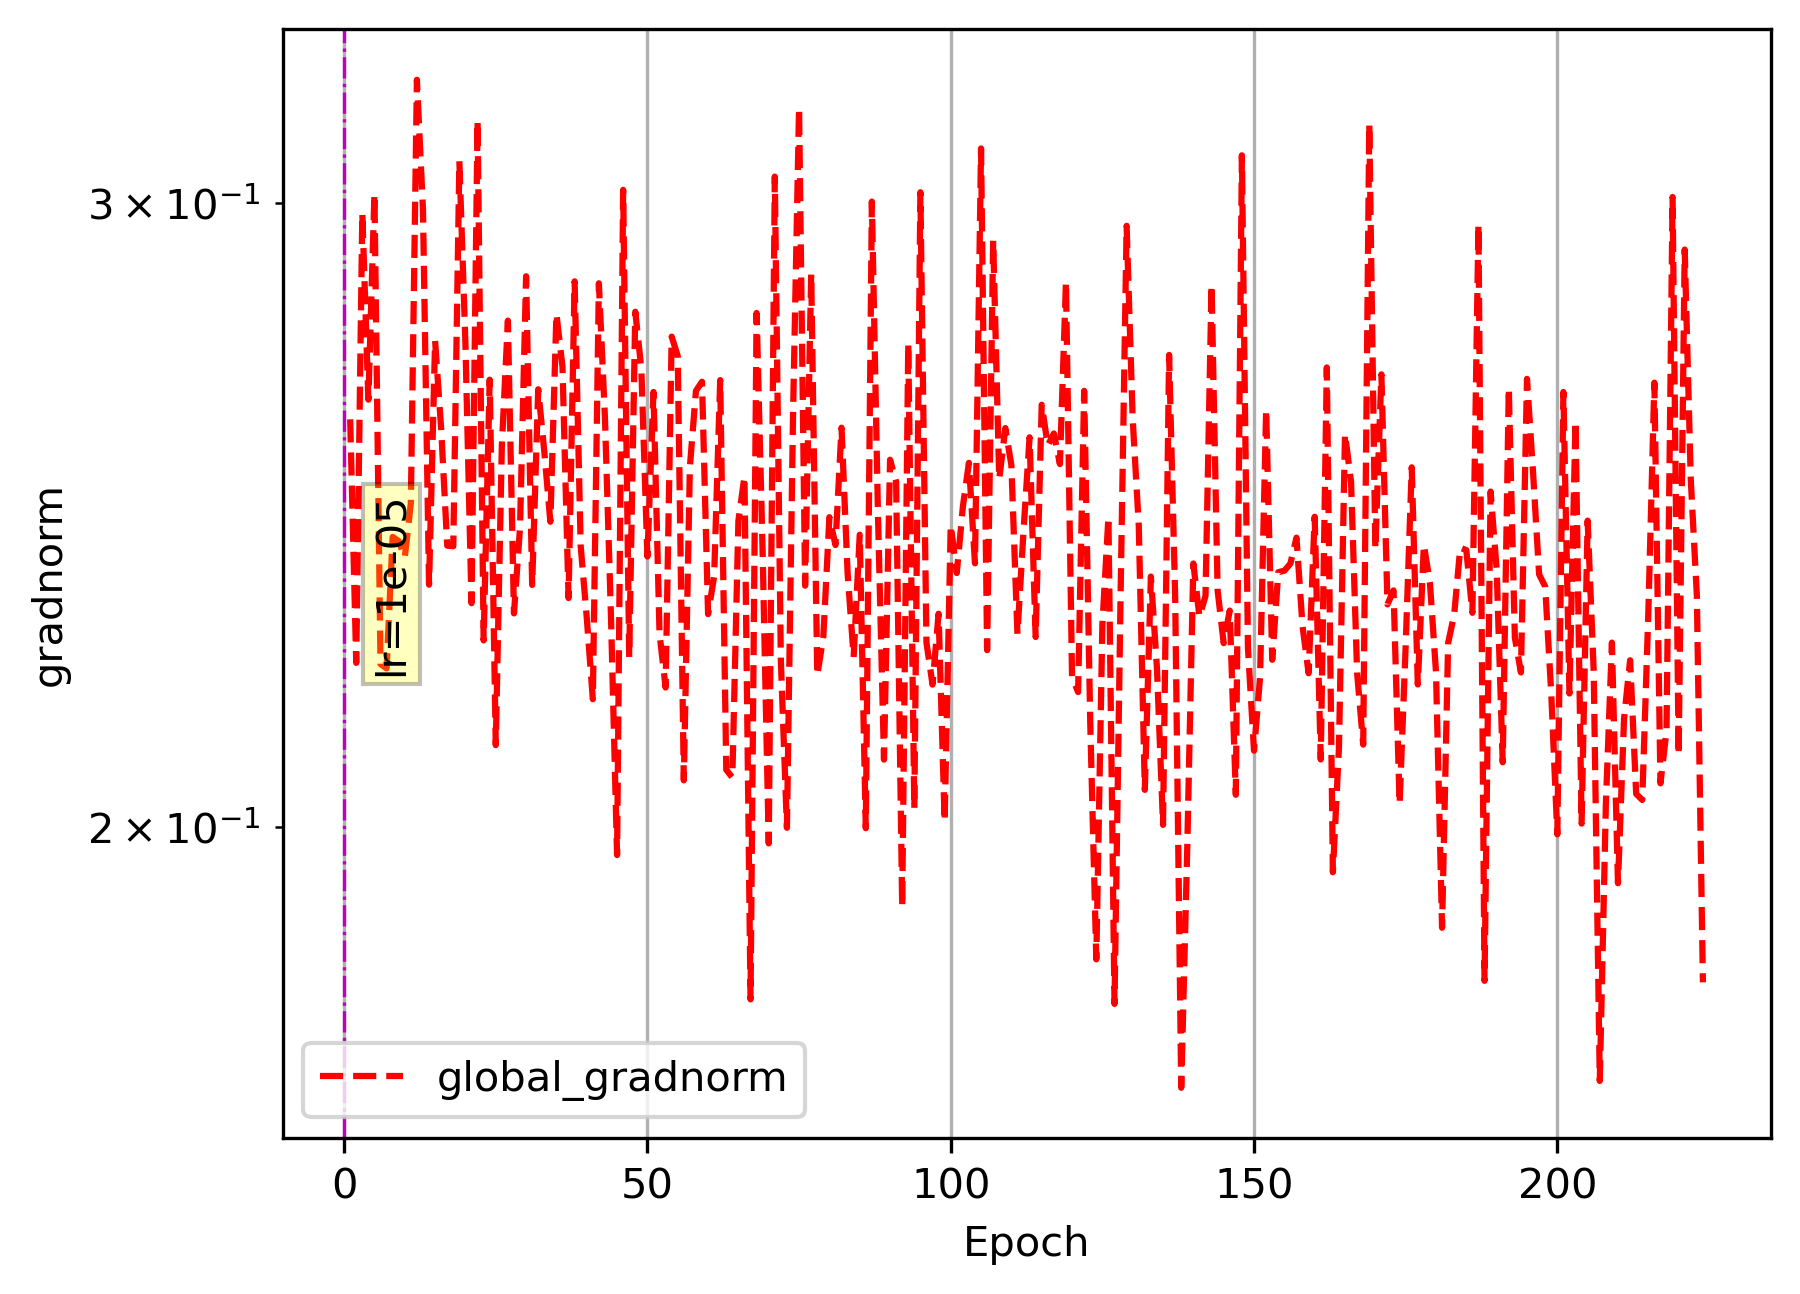 gradnorm
3 × 10⁻¹
2 × 10⁻¹
lr=1e-05
global_gradnorm
0 50 100 150 200
Epoch